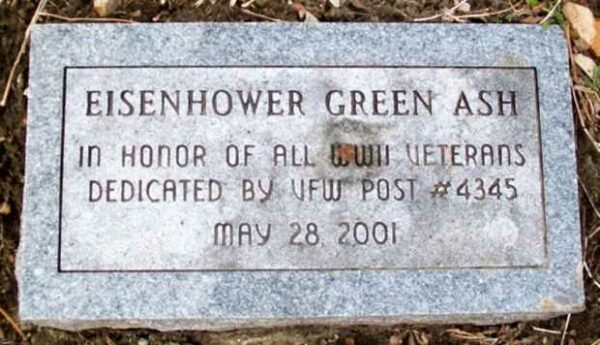 EISENHOWER GREEN ASH
IN HONOR OF ALL WWII VETERANS
DEDICATED BY VFW POST #4345
MAY 28, 2001